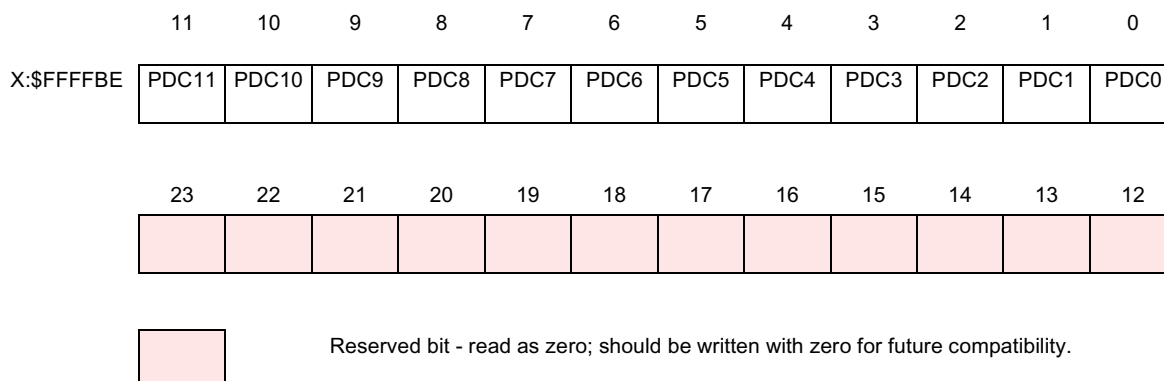 11 10 9 8 7 6 5 4 3 2 1 0
X:$FFFFBE PDC11 PDC10 PDC9 PDC8 PDC7 PDC6 PDC5 PDC4 PDC3 PDC2 PDC1 PDC0
23 22 21 20 19 18 17 16 15 14 13 12
Reserved bit - read as zero; should be written with zero for future compatibility.